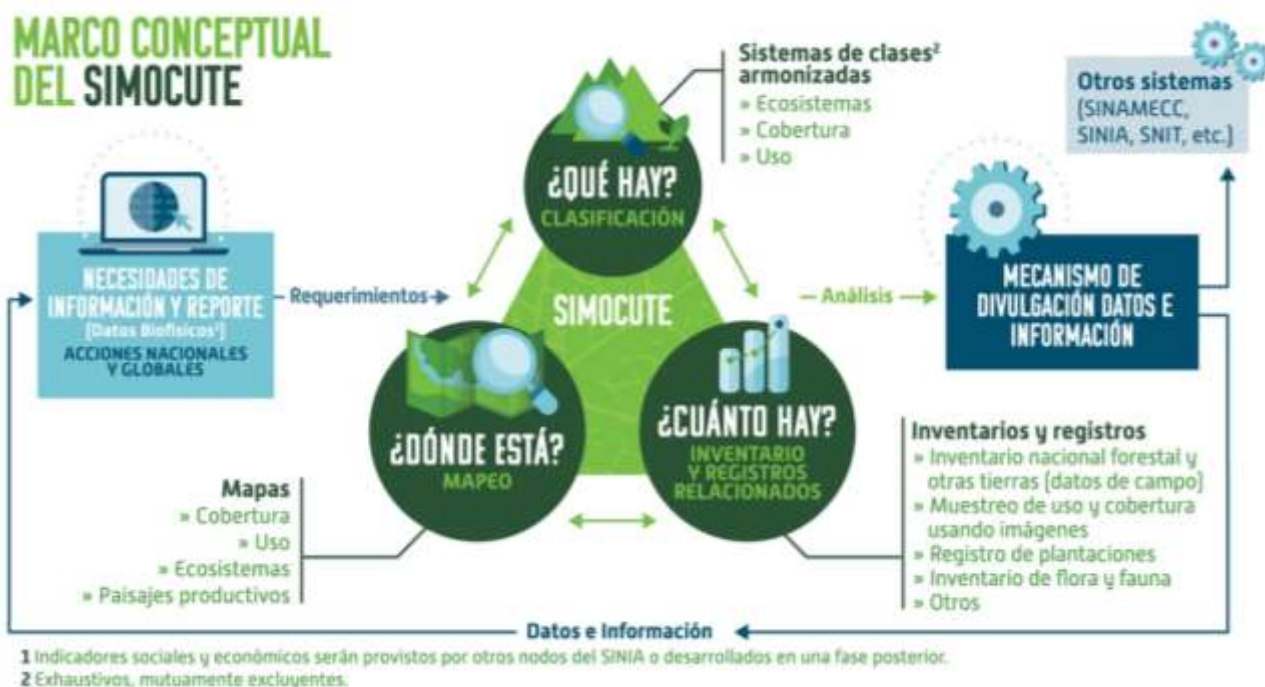 MARCO CONCEPTUAL
DEL SIMOCUTE
Sistemas de clases²
armonizadas
» Ecosistemas
» Cobertura
» Uso
Otros sistemas
(SINAMECC,
SINIA, SNIT, etc.)
¿QUÉ HAY?
CLASIFICACIÓN
NECESIDADES DE
INFORMACIÓN Y REPORTE
(Datos Biofísicos¹)
ACCIONES NACIONALES
Y GLOBALES
Requerimientos
SIMOCUTE
Análisis
MECANISMO DE
DIVULGACIÓN DATOS E
INFORMACIÓN
¿DÓNDE ESTÁ?
MAPEO
¿CUÁNTO HAY?
INVENTARIO
Y REGISTROS
RELACIONADOS
Mapas
» Cobertura
» Uso
» Ecosistemas
» Paisajes productivos
Inventarios y registros
» Inventario nacional forestal y
otras tierras (datos de campo)
» Muestreo de uso y cobertura
usando imágenes
» Registro de plantaciones
» Inventario de flora y fauna
» Otros
Datos e Información
1 Indicadores sociales y económicos serán provistos por otros nodos del SINIA o desarrollados en una fase posterior.
2 Exhaustivos, mutuamente excluyentes.